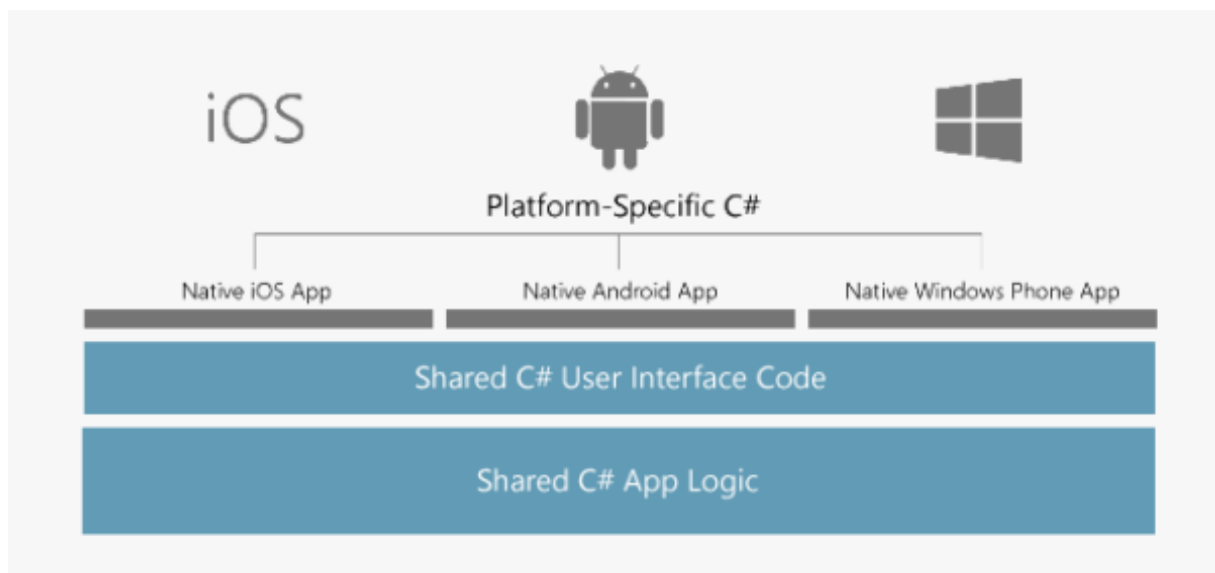 iOS
Platform-Specific C#
Native iOS App
Native Android App
Native Windows Phone App
Shared C# User Interface Code
Shared C# App Logic